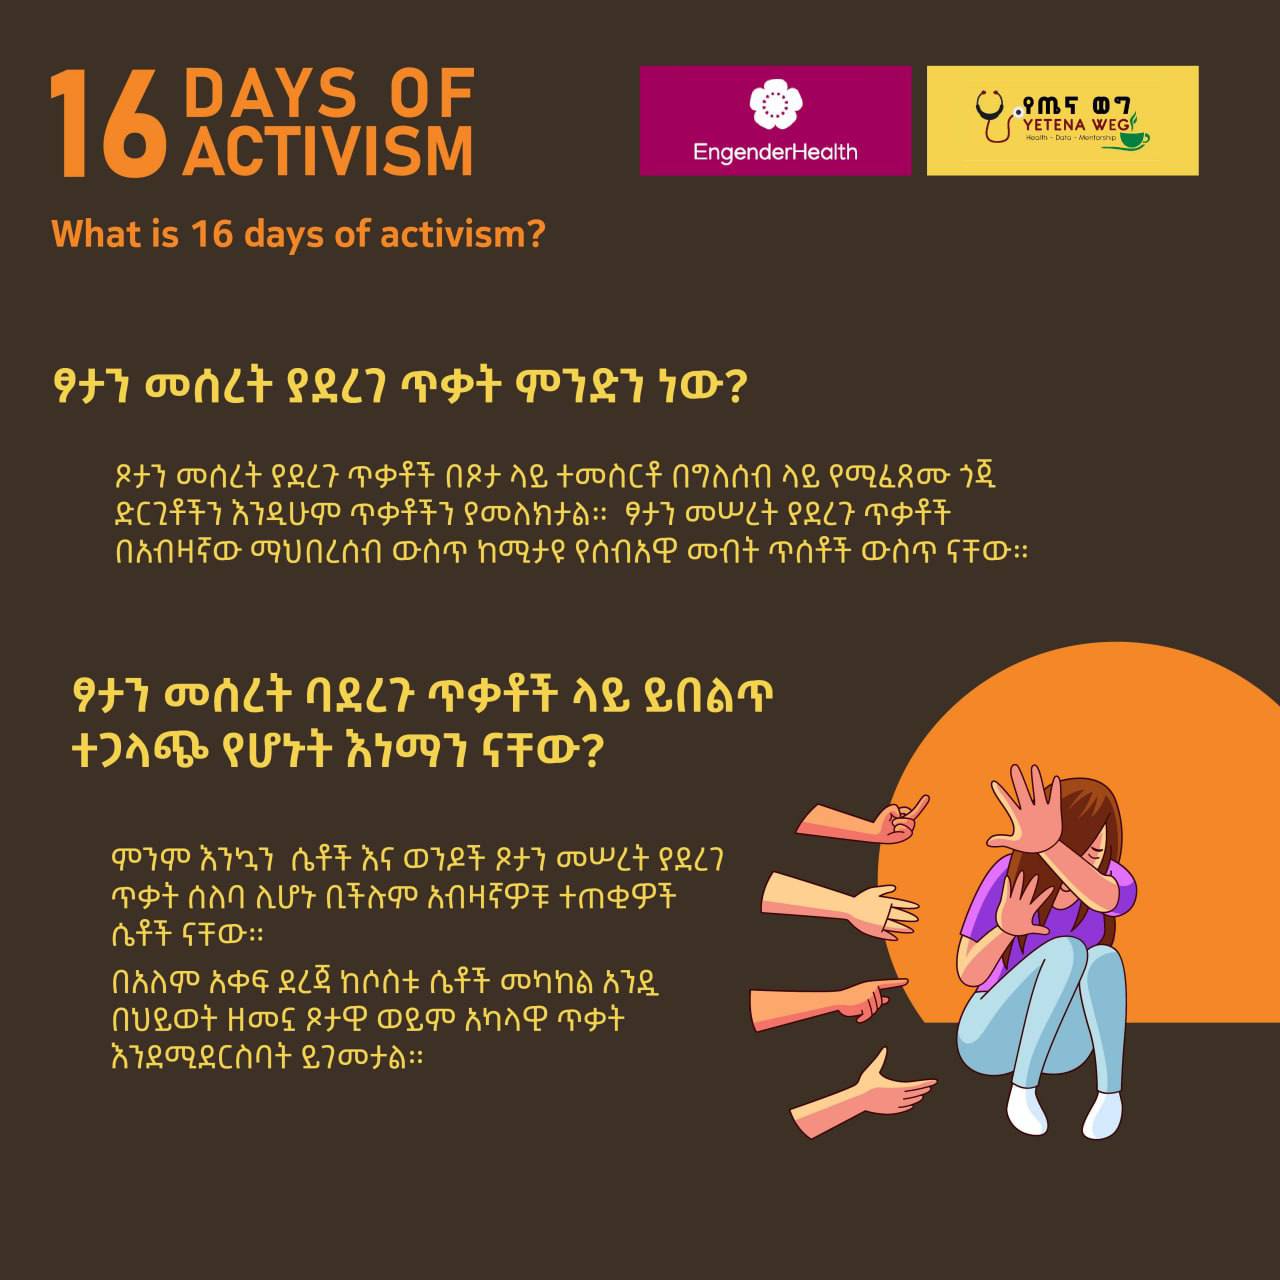 16 DAYS OF
ACTIVISM
EngenderHealth
የጤና ወግ
YETENA WEG
Health - Data - Mentorship
What is 16 days of activism?
ፆታን መሰረት ያደረገ ጥቃት ምንድን ነው?
ጾታን መሰረት ያደረጉ ጥቃቶች በጾታ ላይ ተመስርቶ በግለሰብ ላይ የሚፈጸሙ ጎጂ
ድርጊቶችን እንዲሁም ጥቃቶችን ያመለክታል። ፆታን መሠረት ያደረጉ ጥቃቶች
በአብዛኛው ማህበረሰብ ውስጥ ከሚታዩ የሰብአዊ መብት ጥሰቶች ውስጥ ናቸው።
ፆታን መሰረት ባደረጉ ጥቃቶች ላይ ይበልጥ
ተጋላጭ የሆኑት እነማን ናቸው?
ምንም እንኳን ሴቶች እና ወንዶች ጾታን መሠረት ያደረገ
ጥቃት ሰለባ ሊሆኑ ቢችሉም አብዛኛዎቹ ተጠቂዎች
ሴቶች ናቸው።
በአለም አቀፍ ደረጃ ከሶስቱ ሴቶች መካከል አንዷ
በህይወት ዘመኗ ጾታዊ ወይም አካላዊ ጥቃት
እንደሚደርስባት ይገመታል።